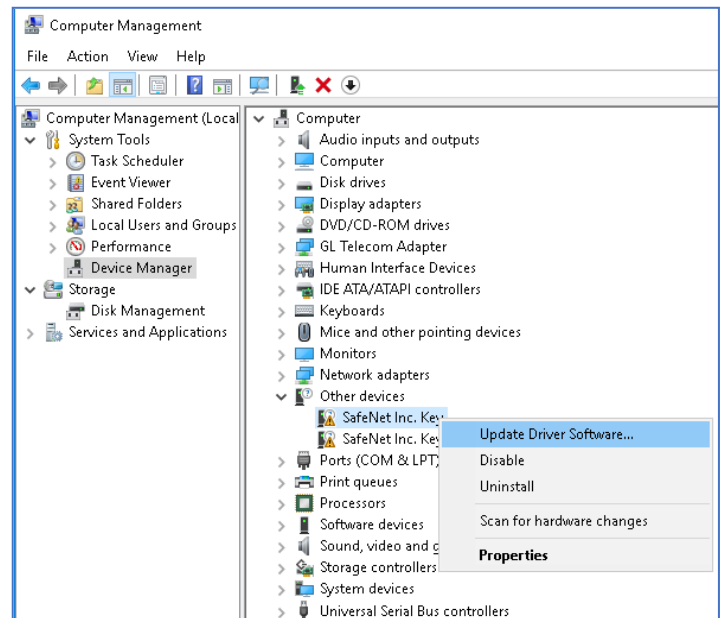 Computer Management
File Action View Help
Computer Management (Local
System Tools
Task Scheduler
Event Viewer
Shared Folders
Local Users and Groups
Performance
Device Manager
Storage
Disk Management
Services and Applications
Computer
Audio inputs and outputs
Computer
Disk drives
Display adapters
DVD/CD-ROM drives
GL Telecom Adapter
Human Interface Devices
IDE ATA/ATAPI controllers
Keyboards
Mice and other pointing devices
Monitors
Network adapters
Other devices
SafeNet Inc. Key
SafeNet Inc. Key
Ports (COM & LPT)
Print queues
Processors
Software devices
Sound, video and g
Storage controllers
System devices
Universal Serial Bus controllers
Update Driver Software...
Disable
Uninstall
Scan for hardware changes
Properties